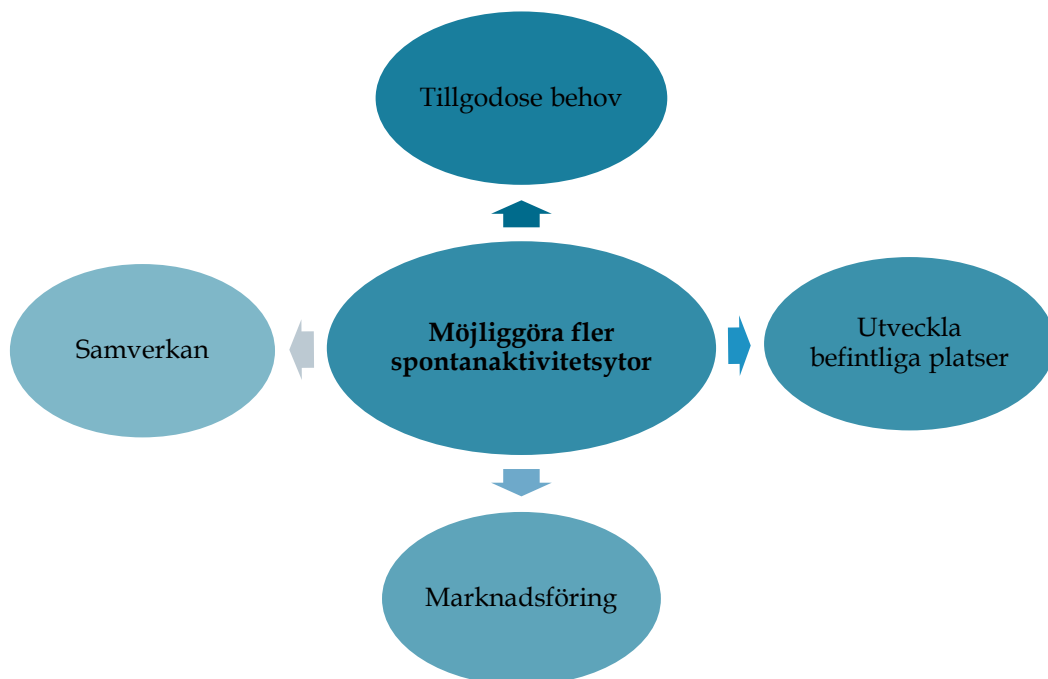 Tillgodose behov
Samverkan
Möjliggöra fler
spontanaktivitetsytor
Utveckla
befintliga platser
Marknadsföring